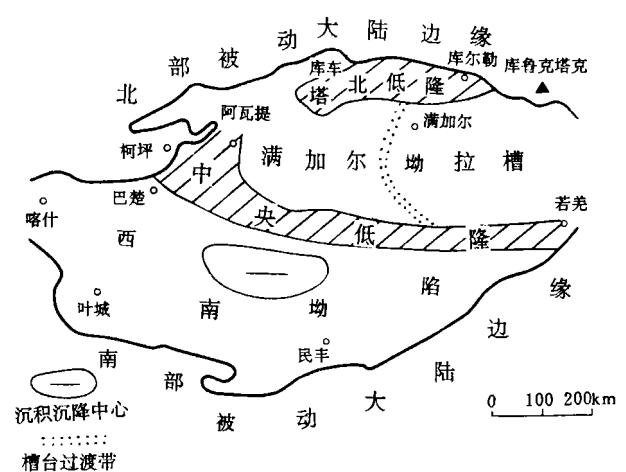 北部被动大陆边缘
库车
库尔勒
库鲁克塔克
塔北低隆
阿瓦提
满加尔
柯坪
满加尔坳拉槽
中央低隆
巴楚
若羌
喀什
西南坳陷
叶城
民丰
南部被动大陆边缘
沉积沉降中心
槽台过渡带
0 100 200km